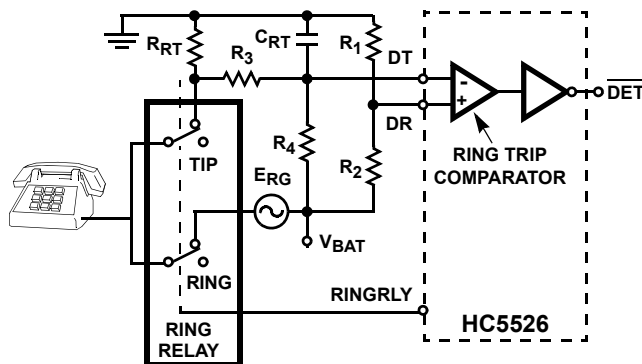 R_RT
C_RT
R_1
R_3
DT
DR
R_4
R_2
-
+
DET
RING TRIP
COMPARATOR
TIP
E_RG
V_BAT
RING
RINGRLY
RING
RELAY
HC5526